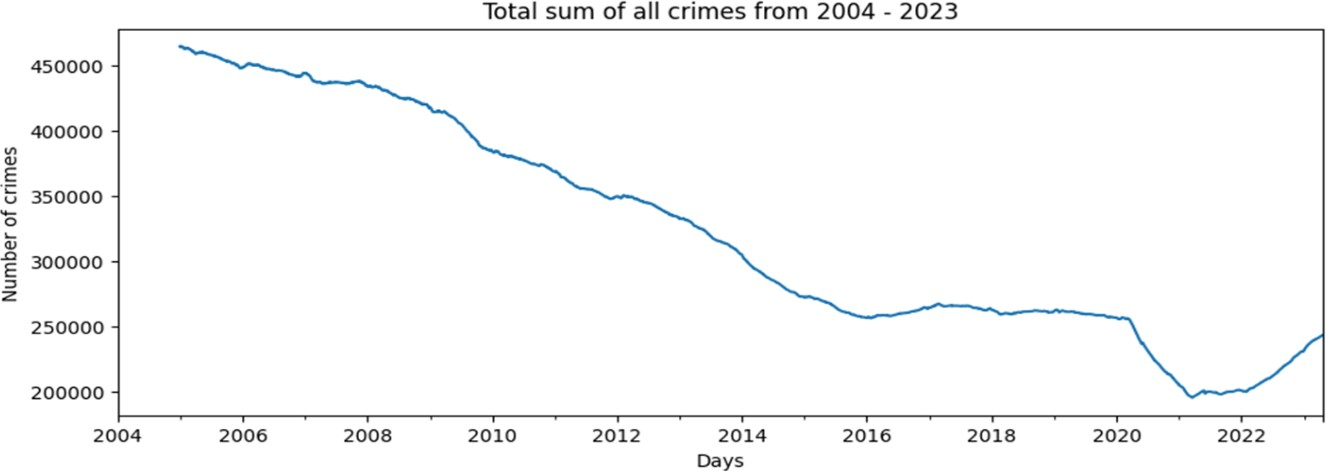 Total sum of all crimes from 2004 - 2023
Number of crimes
450000
400000
350000
300000
250000
200000
2004 2006 2008 2010 2012 2014 2016 2018 2020 2022
Days